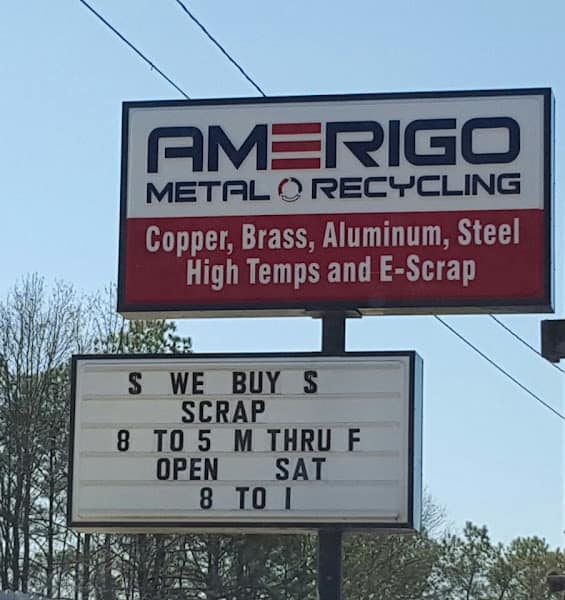 AMERIGO
METAL RECYCLING
Copper, Brass, Aluminum, Steel
High Temps and E-Scrap
S WE BUY S
SCRAP
8 TO 5 M THRU F
OPEN SAT
8 TO I